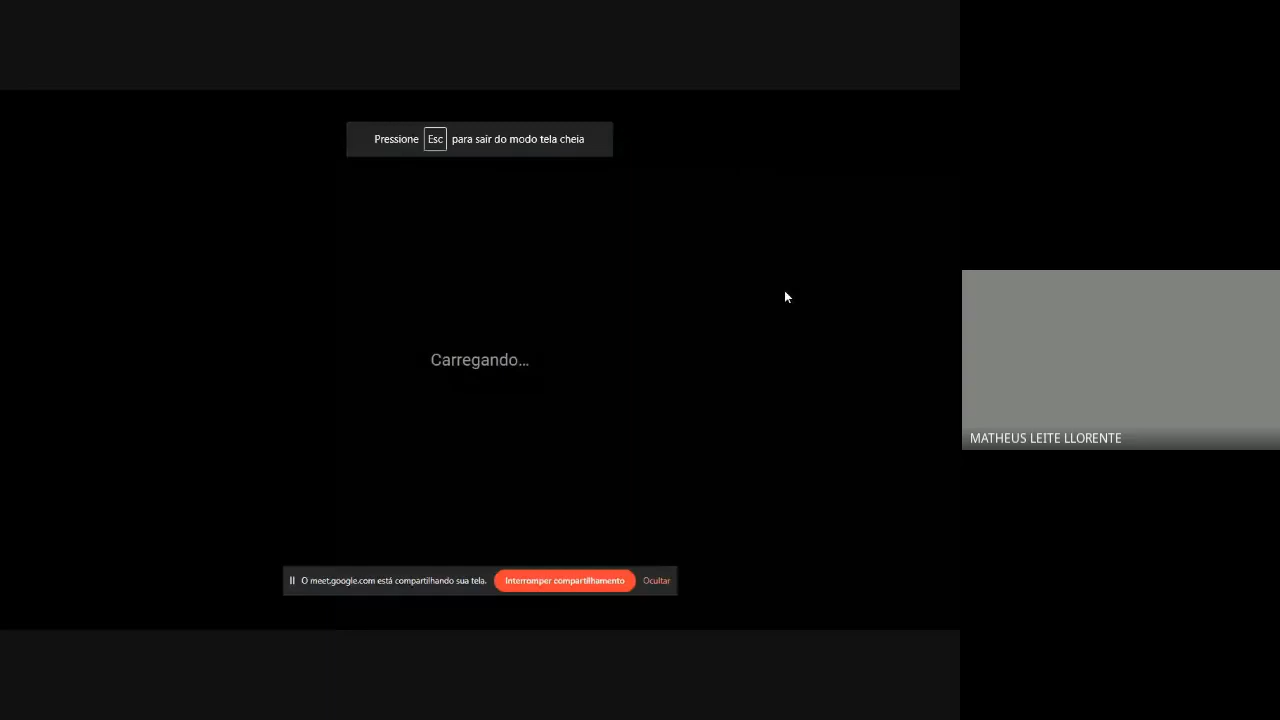 Pressione Esc para sair do modo tela cheia
Carregando...
MATHEUS LEITE LLORENTE
O meet.google.com está compartilhando sua tela. Interromper compartilhamento Ocultar